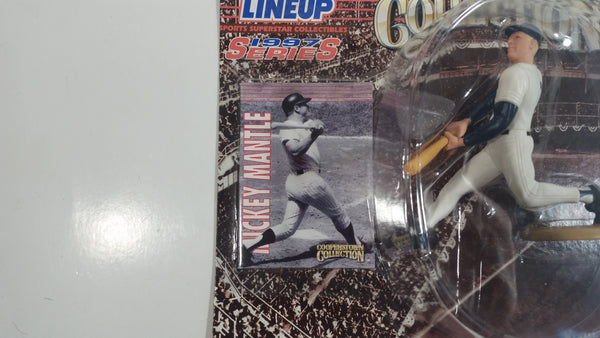 LINEUP
SPORTS SUPERSTAR COLLECTIBLES
1997
SERIES
MICKEY MANTLE
COOPERSTOWN
COLLECTION